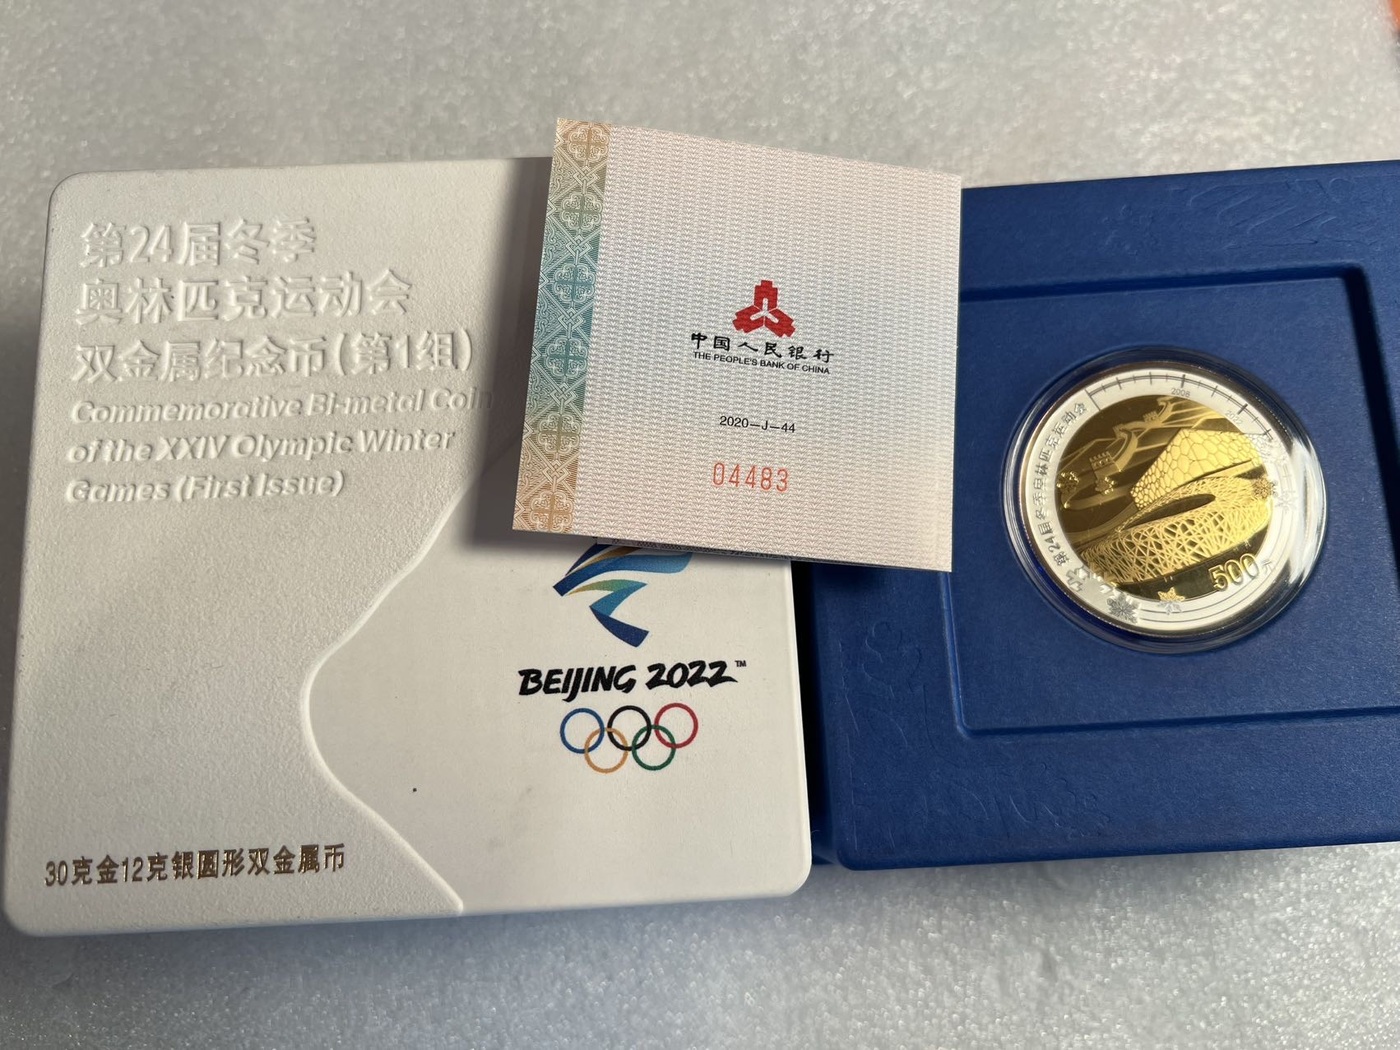 第24届冬季
奥林匹克运动会
双金属纪念币(第1组)
Commemorative Bi-metal Coin
of the XXIV Olympic Winter
Games (First Issue)
BEIJING 2022™
30克金12克银圆形双金属币
中国人民银行
THE PEOPLE'S BANK OF CHINA
2020-J-44
04483
第24届冬季奥林匹克运动会
2008
500元